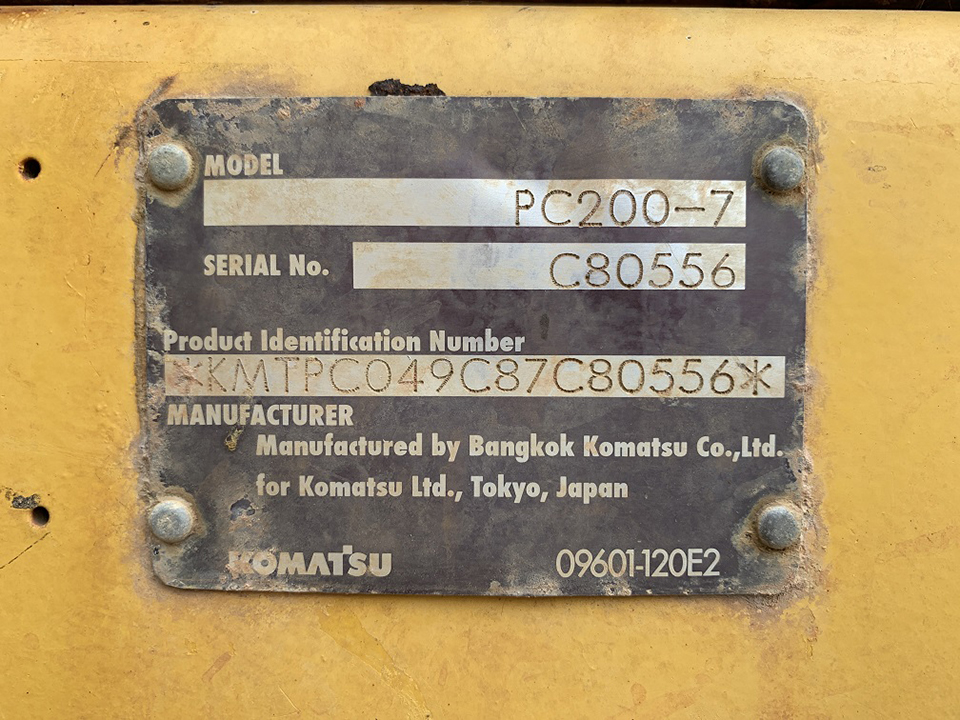 MODEL
PC200-7
SERIAL No.
C80556
Product Identification Number
*KMTPC049C87C80556*
MANUFACTURER
Manufactured by Bangkok Komatsu Co.,Ltd.
for Komatsu Ltd., Tokyo, Japan
KOMATSU 09601-120E2